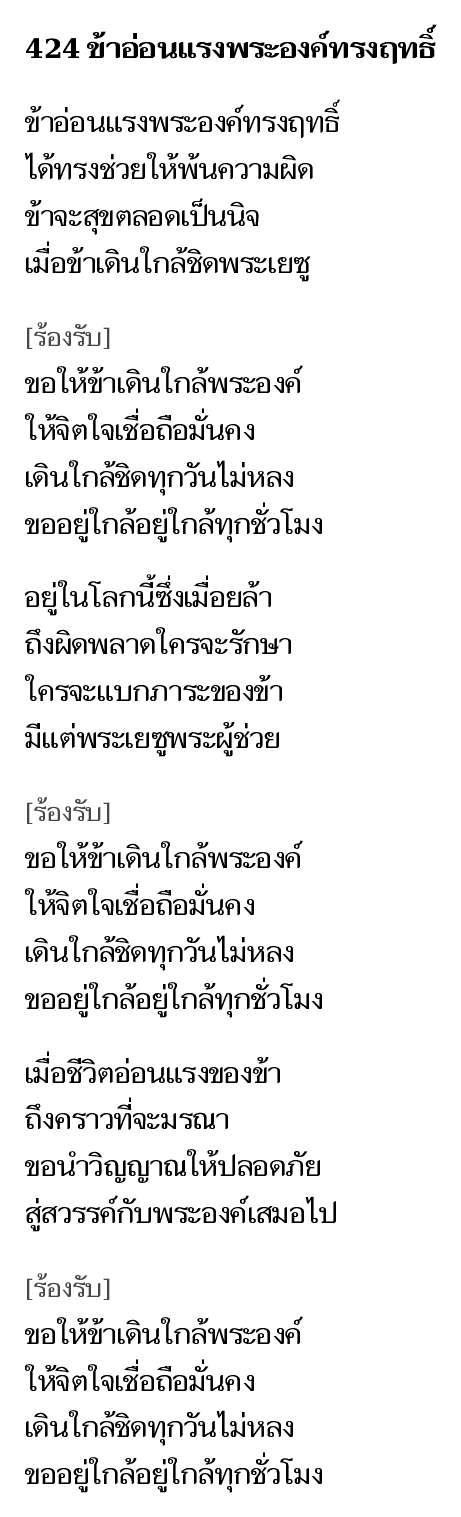 424 ข้าอ่อนแรงพระองค์ทรงฤทธิ์
ข้าอ่อนแรงพระองค์ทรงฤทธิ์
ได้ทรงช่วยให้พ้นความผิด
ข้าจะสุขตลอดเป็นนิจ
เมื่อข้าเดินใกล้ชิดพระเยซู
[ร้องรับ]
ขอให้ข้าเดินใกล้พระองค์
ให้จิตใจเชื่อถือมั่นคง
เดินใกล้ชิดทุกวันไม่หลง
ขออยู่ใกล้อยู่ใกล้ทุกชั่วโมง
อยู่ในโลกนี้ซึ่งเมื่อยล้า
ถึงผิดพลาดใครจะรักษา
ใครจะแบกภาระของข้า
มีแต่พระเยซูพระผู้ช่วย
[ร้องรับ]
ขอให้ข้าเดินใกล้พระองค์
ให้จิตใจเชื่อถือมั่นคง
เดินใกล้ชิดทุกวันไม่หลง
ขออยู่ใกล้อยู่ใกล้ทุกชั่วโมง
เมื่อชีวิตอ่อนแรงของข้า
ถึงคราวที่จะมรณา
ขอนำวิญญาณให้ปลอดภัย
สู่สวรรค์กับพระองค์เสมอไป
[ร้องรับ]
ขอให้ข้าเดินใกล้พระองค์
ให้จิตใจเชื่อถือมั่นคง
เดินใกล้ชิดทุกวันไม่หลง
ขออยู่ใกล้อยู่ใกล้ทุกชั่วโมง